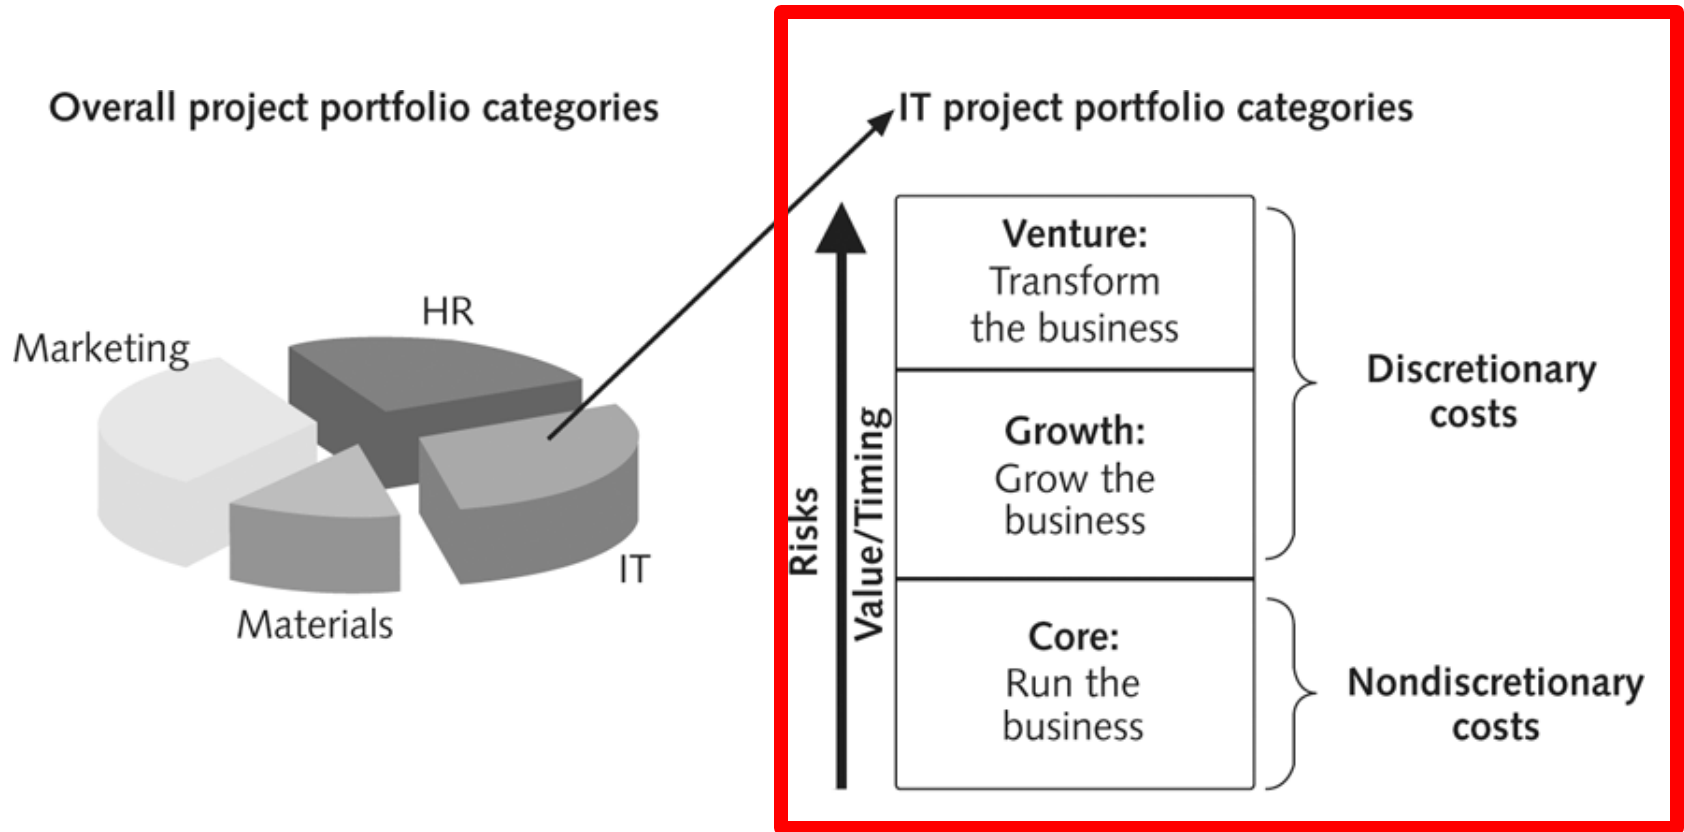 Overall project portfolio categories
HR
Marketing
IT
Materials
IT project portfolio categories
Risks
Value/Timing
Venture:
Transform
the business
Growth:
Grow the
business
Core:
Run the
business
Discretionary
costs
Nondiscretionary
costs